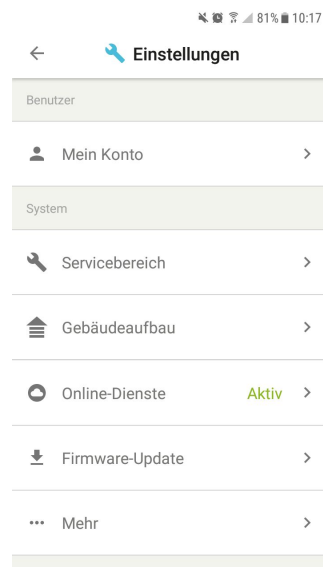 81% 10:17
Einstellungen
Benutzer
Mein Konto
System
Servicebereich
Gebäudeaufbau
Online-Dienste Aktiv
Firmware-Update
Mehr